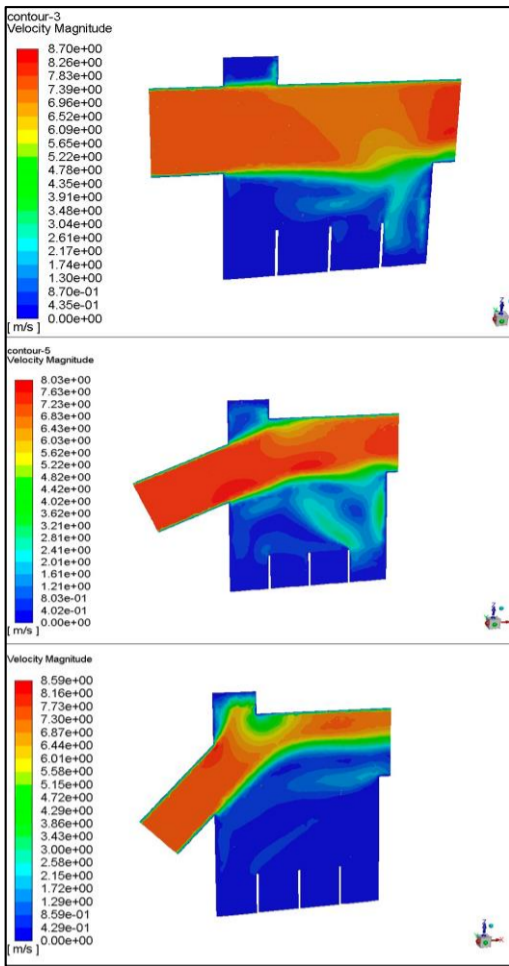 contour-3
Velocity Magnitude
8.70e+00
8.26e+00
7.83e+00
7.39e+00
6.96e+00
6.52e+00
6.09e+00
5.65e+00
5.22e+00
4.78e+00
4.35e+00
3.91e+00
3.48e+00
3.04e+00
2.61e+00
2.17e+00
1.74e+00
1.30e+00
8.70e-01
4.35e-01
0.00e+00
[ m/s ]
contour-5
Velocity Magnitude
8.03e+00
7.63e+00
7.23e+00
6.83e+00
6.43e+00
6.03e+00
5.62e+00
5.22e+00
4.82e+00
4.42e+00
4.02e+00
3.62e+00
3.21e+00
2.81e+00
2.41e+00
2.01e+00
1.61e+00
1.21e+00
8.03e-01
4.02e-01
0.00e+00
[ m/s ]
Velocity Magnitude
8.59e+00
8.16e+00
7.73e+00
7.30e+00
6.87e+00
6.44e+00
6.01e+00
5.58e+00
5.15e+00
4.72e+00
4.29e+00
3.86e+00
3.43e+00
3.00e+00
2.58e+00
2.15e+00
1.72e+00
1.29e+00
8.59e-01
4.29e-01
0.00e+00
[ m/s ]